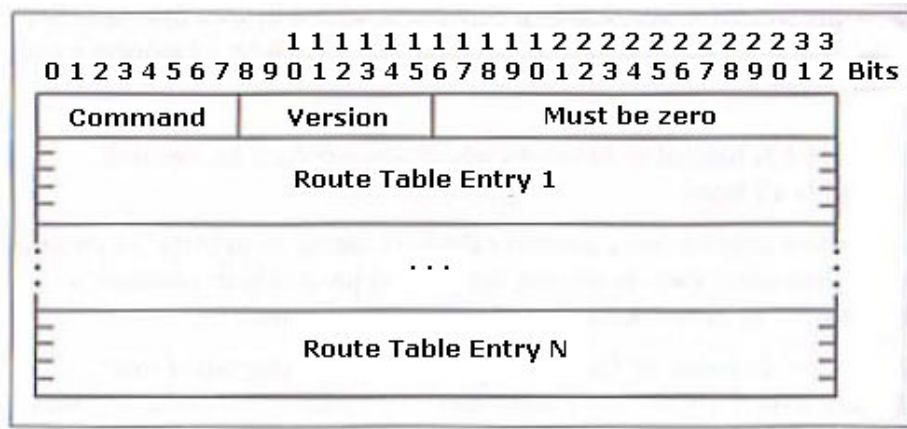 1 1 1 1 1 1 1 1 1 1 1 2 2 2 2 2 2 2 2 2 2 3 3
0 1 2 3 4 5 6 7 8 9 0 1 2 3 4 5 6 7 8 9 0 1 2 3 4 5 6 7 8 9 0 1 2 Bits
Command Version Must be zero
Route Table Entry 1
. . .
Route Table Entry N